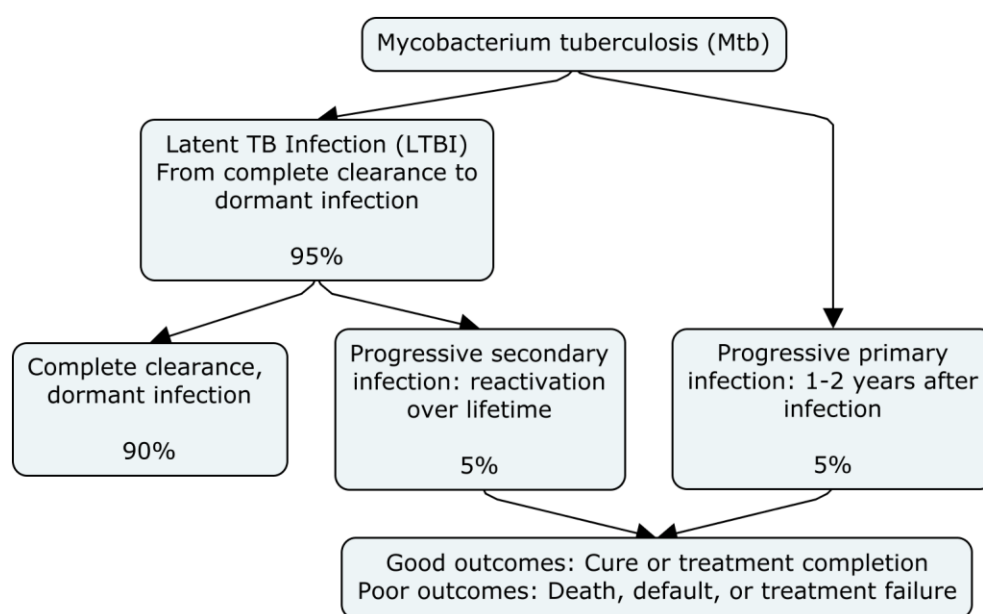 Mycobacterium tuberculosis (Mtb)
Latent TB Infection (LTBI)
From complete clearance to
dormant infection
95%
Complete clearance,
dormant infection
90%
Progressive secondary
infection: reactivation
over lifetime
5%
Progressive primary
infection: 1-2 years after
infection
5%
Good outcomes: Cure or treatment completion
Poor outcomes: Death, default, or treatment failure